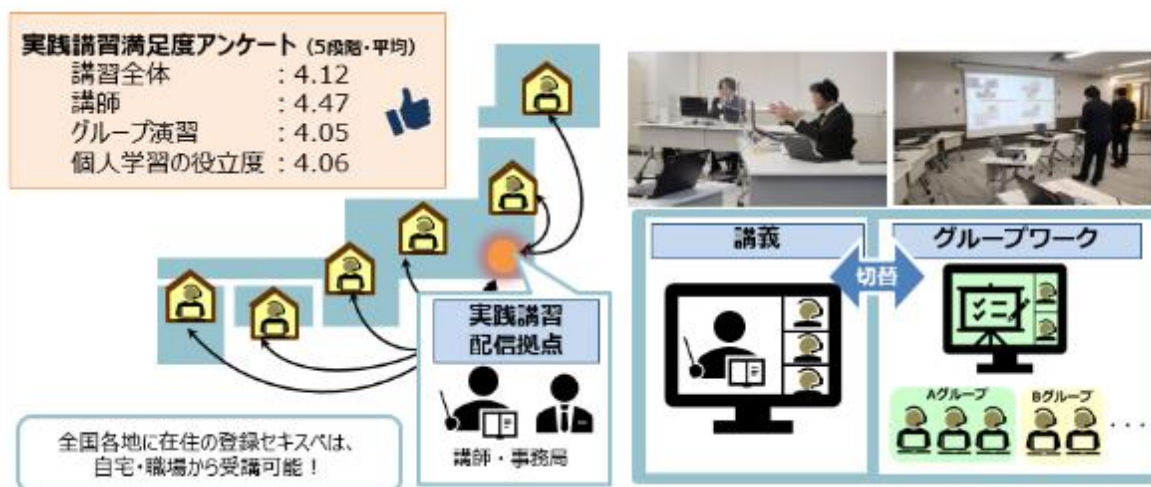 実践講習満足度アンケート（5段階・平均）
講習全体　　　　：4.12
講師　　　　　　：4.47
グループ演習　　：4.05
個人学習の役立度：4.06
実践講習
配信拠点
講師・事務局
全国各地に在住の登録セキスペは、
自宅・職場から受講可能！
講義
切替
グループワーク
Aグループ
Bグループ
・・・・